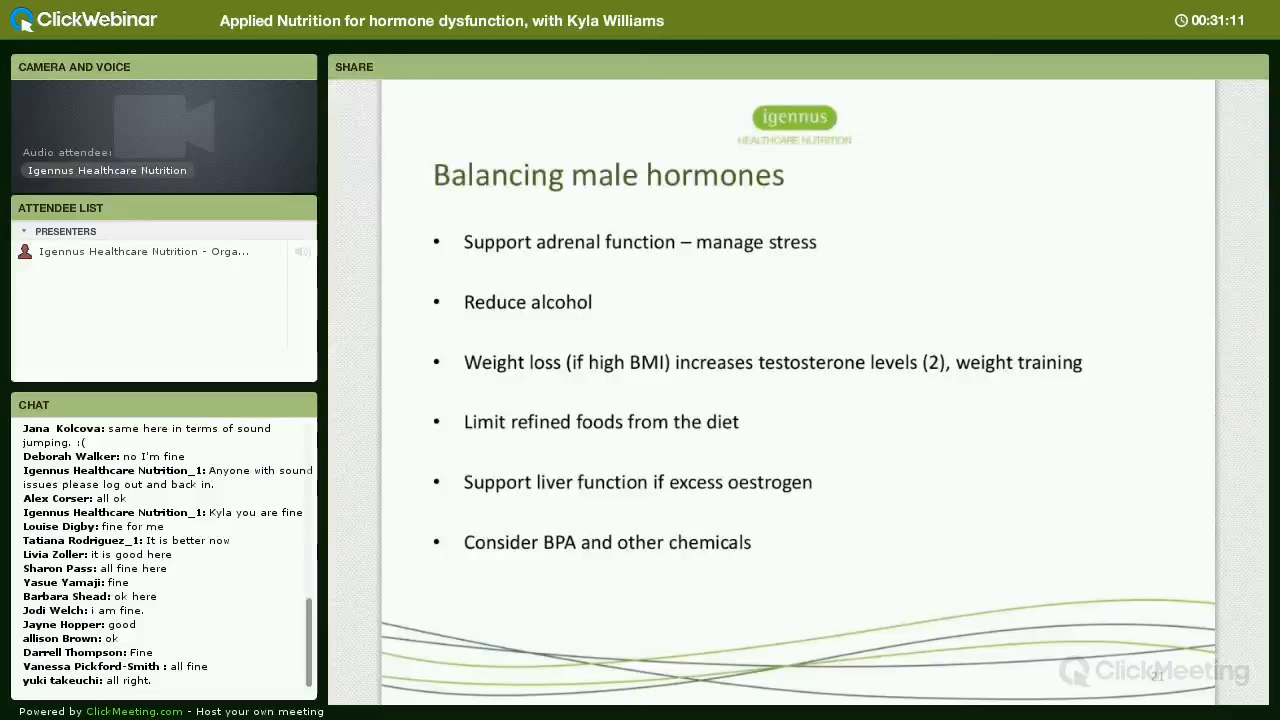 ClickWebinar
Applied Nutrition for hormone dysfunction, with Kyla Williams
00:31:11
CAMERA AND VOICE
Audio attendee:
Igennus Healthcare Nutrition
ATTENDEE LIST
PRESENTERS
Igennus Healthcare Nutrition - Orga...
CHAT
Jana Kolcova: same here in terms of sound
jumping. :(
Deborah Walker: no I'm fine
Igennus Healthcare Nutrition_1: Anyone with sound
issues please log out and back in.
Alex Corser: all ok
Igennus Healthcare Nutrition_1: Kyla you are fine
Louise Digby: fine for me
Tatiana Rodriguez_1: It is better now
Livia Zoller: it is good here
Sharon Pass: all fine here
Yasue Yamaji: fine
Barbara Shead: ok here
Jodi Welch: i am fine.
Jayne Hopper: good
allison Brown: ok
Darrell Thompson: Fine
Vanessa Pickford-Smith : all fine
yuki takeuchi: all right.
SHARE
igennus
HEALTHCARE NUTRITION
Balancing male hormones
• Support adrenal function – manage stress
• Reduce alcohol
• Weight loss (if high BMI) increases testosterone levels (2), weight training
• Limit refined foods from the diet
• Support liver function if excess oestrogen
• Consider BPA and other chemicals
ClickMeeting
21
Powered by ClickMeeting.com - Host your own meeting